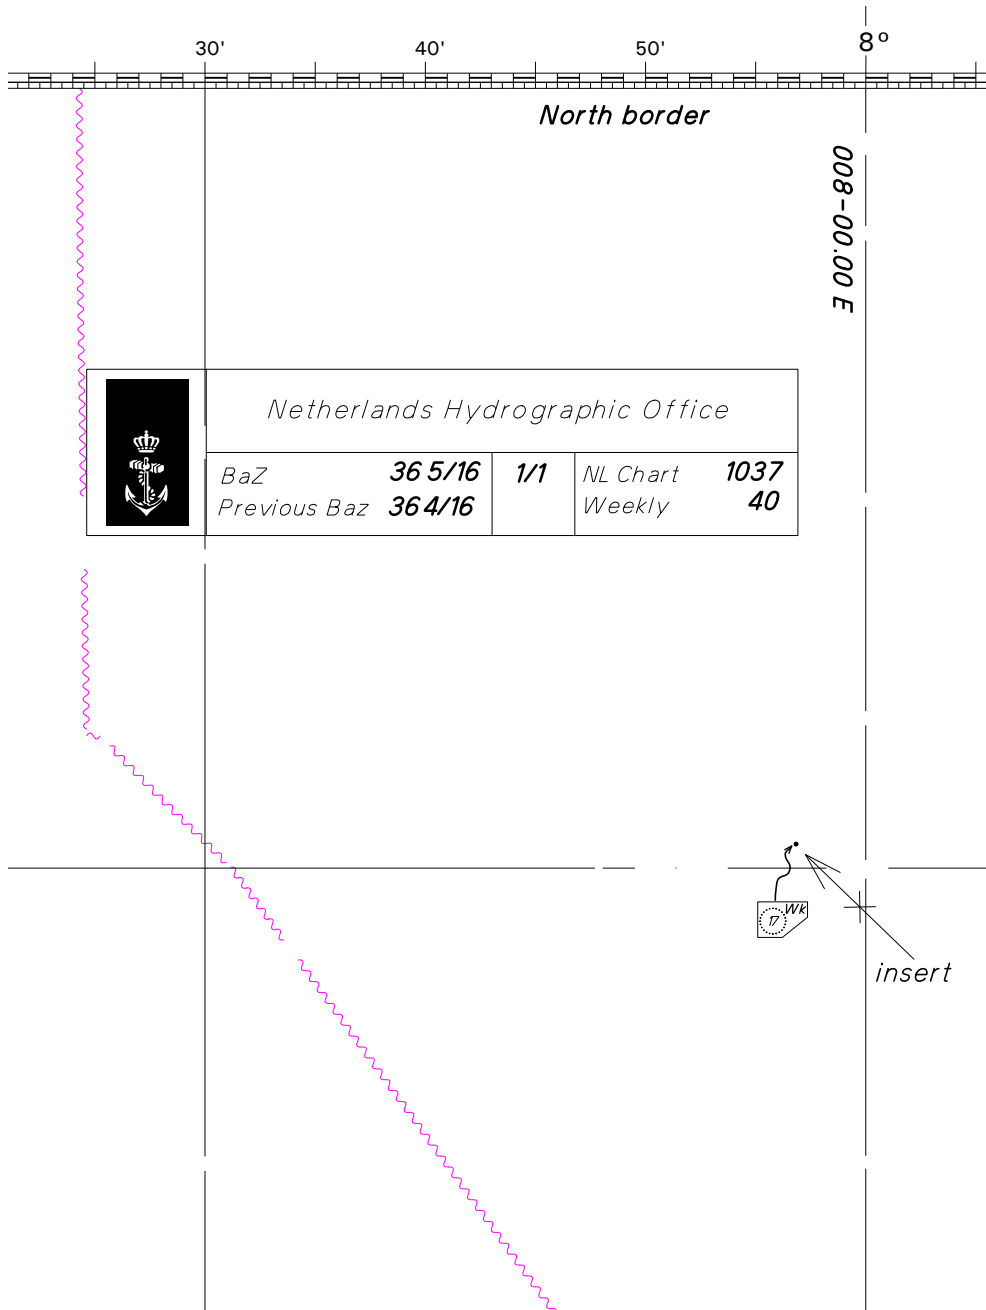 30' 40' 50' 8°
North border
008-00.00 E
Netherlands Hydrographic Office
BaZ 36 5/16 1/1 NL Chart 1037
Previous Baz 36 4/16 Weekly 40
17 Wk
insert